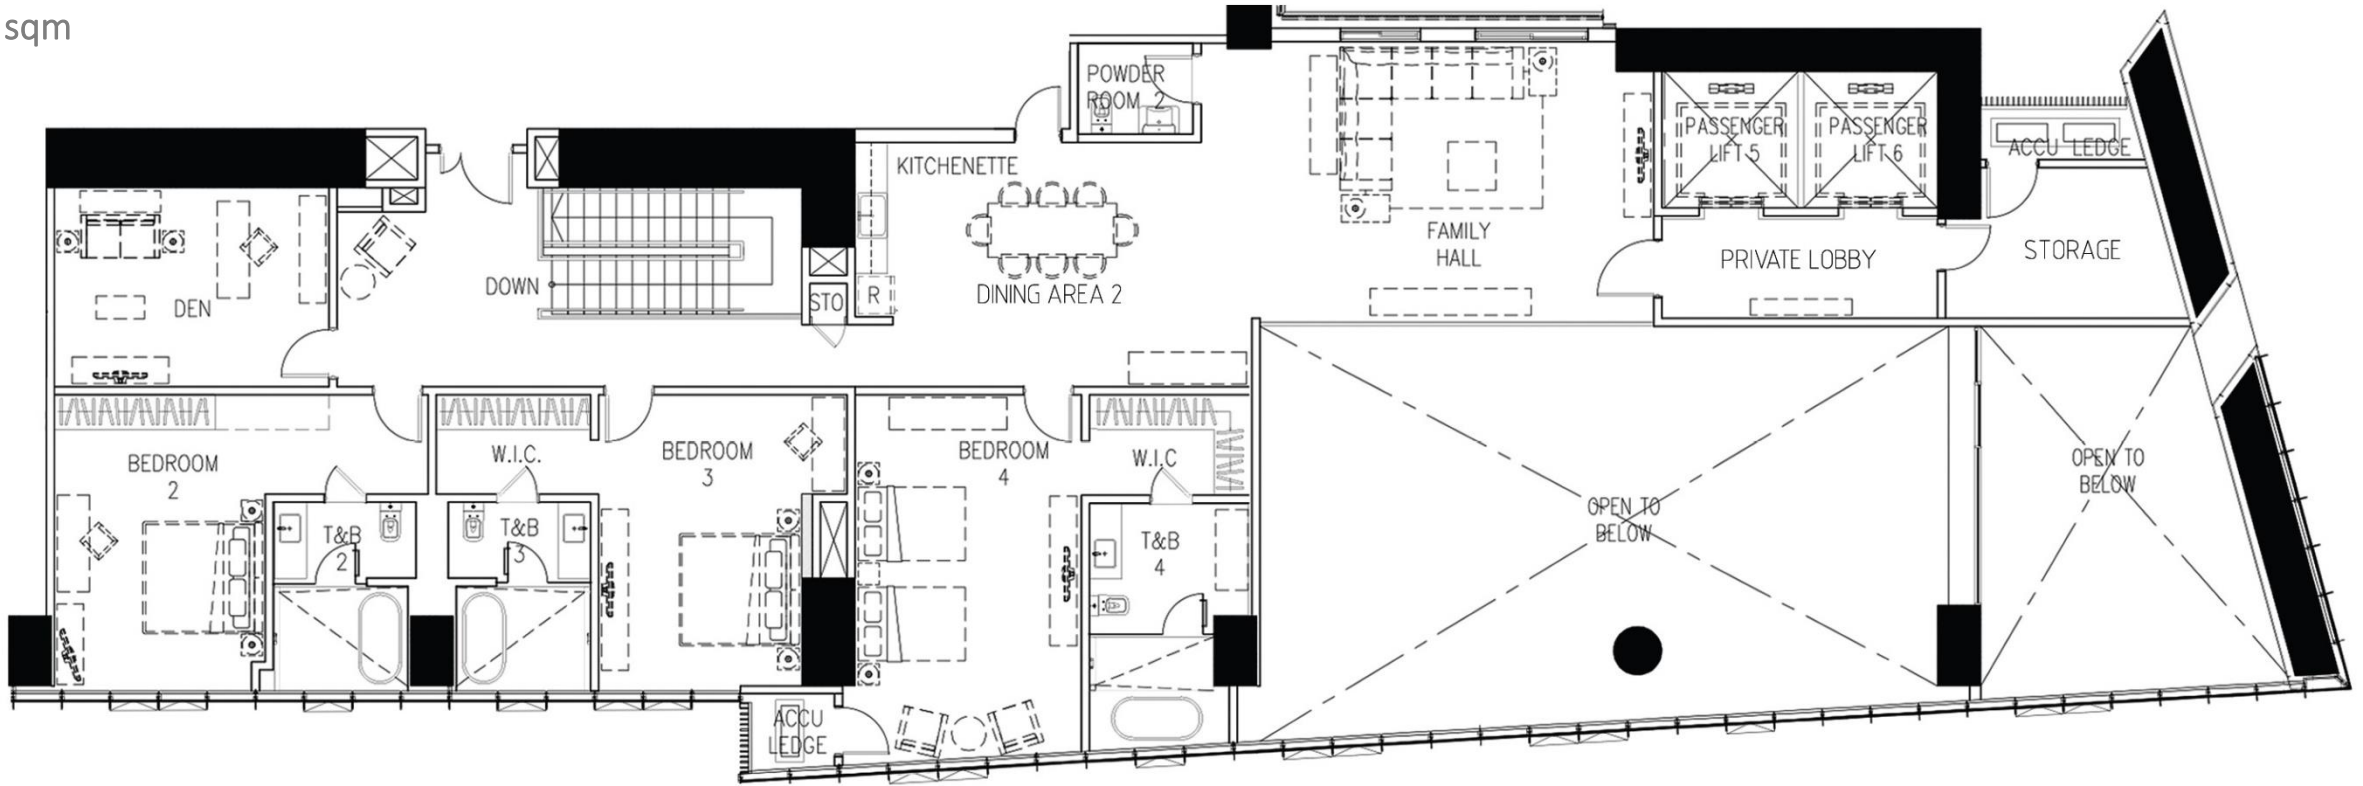 sqm
POWDER
ROOM 2
PASSENGER
LIFT 5
PASSENGER
LIFT 6
ACCU LEDGE
KITCHENETTE
FAMILY
HALL
PRIVATE LOBBY
STORAGE
DEN
DOWN
STO
R
DINING AREA 2
BEDROOM
2
W.I.C.
BEDROOM
3
BEDROOM
4
W.I.C
T&B
2
T&B
3
T&B
4
OPEN TO
BELOW
OPEN TO
BELOW
ACCU
LEDGE